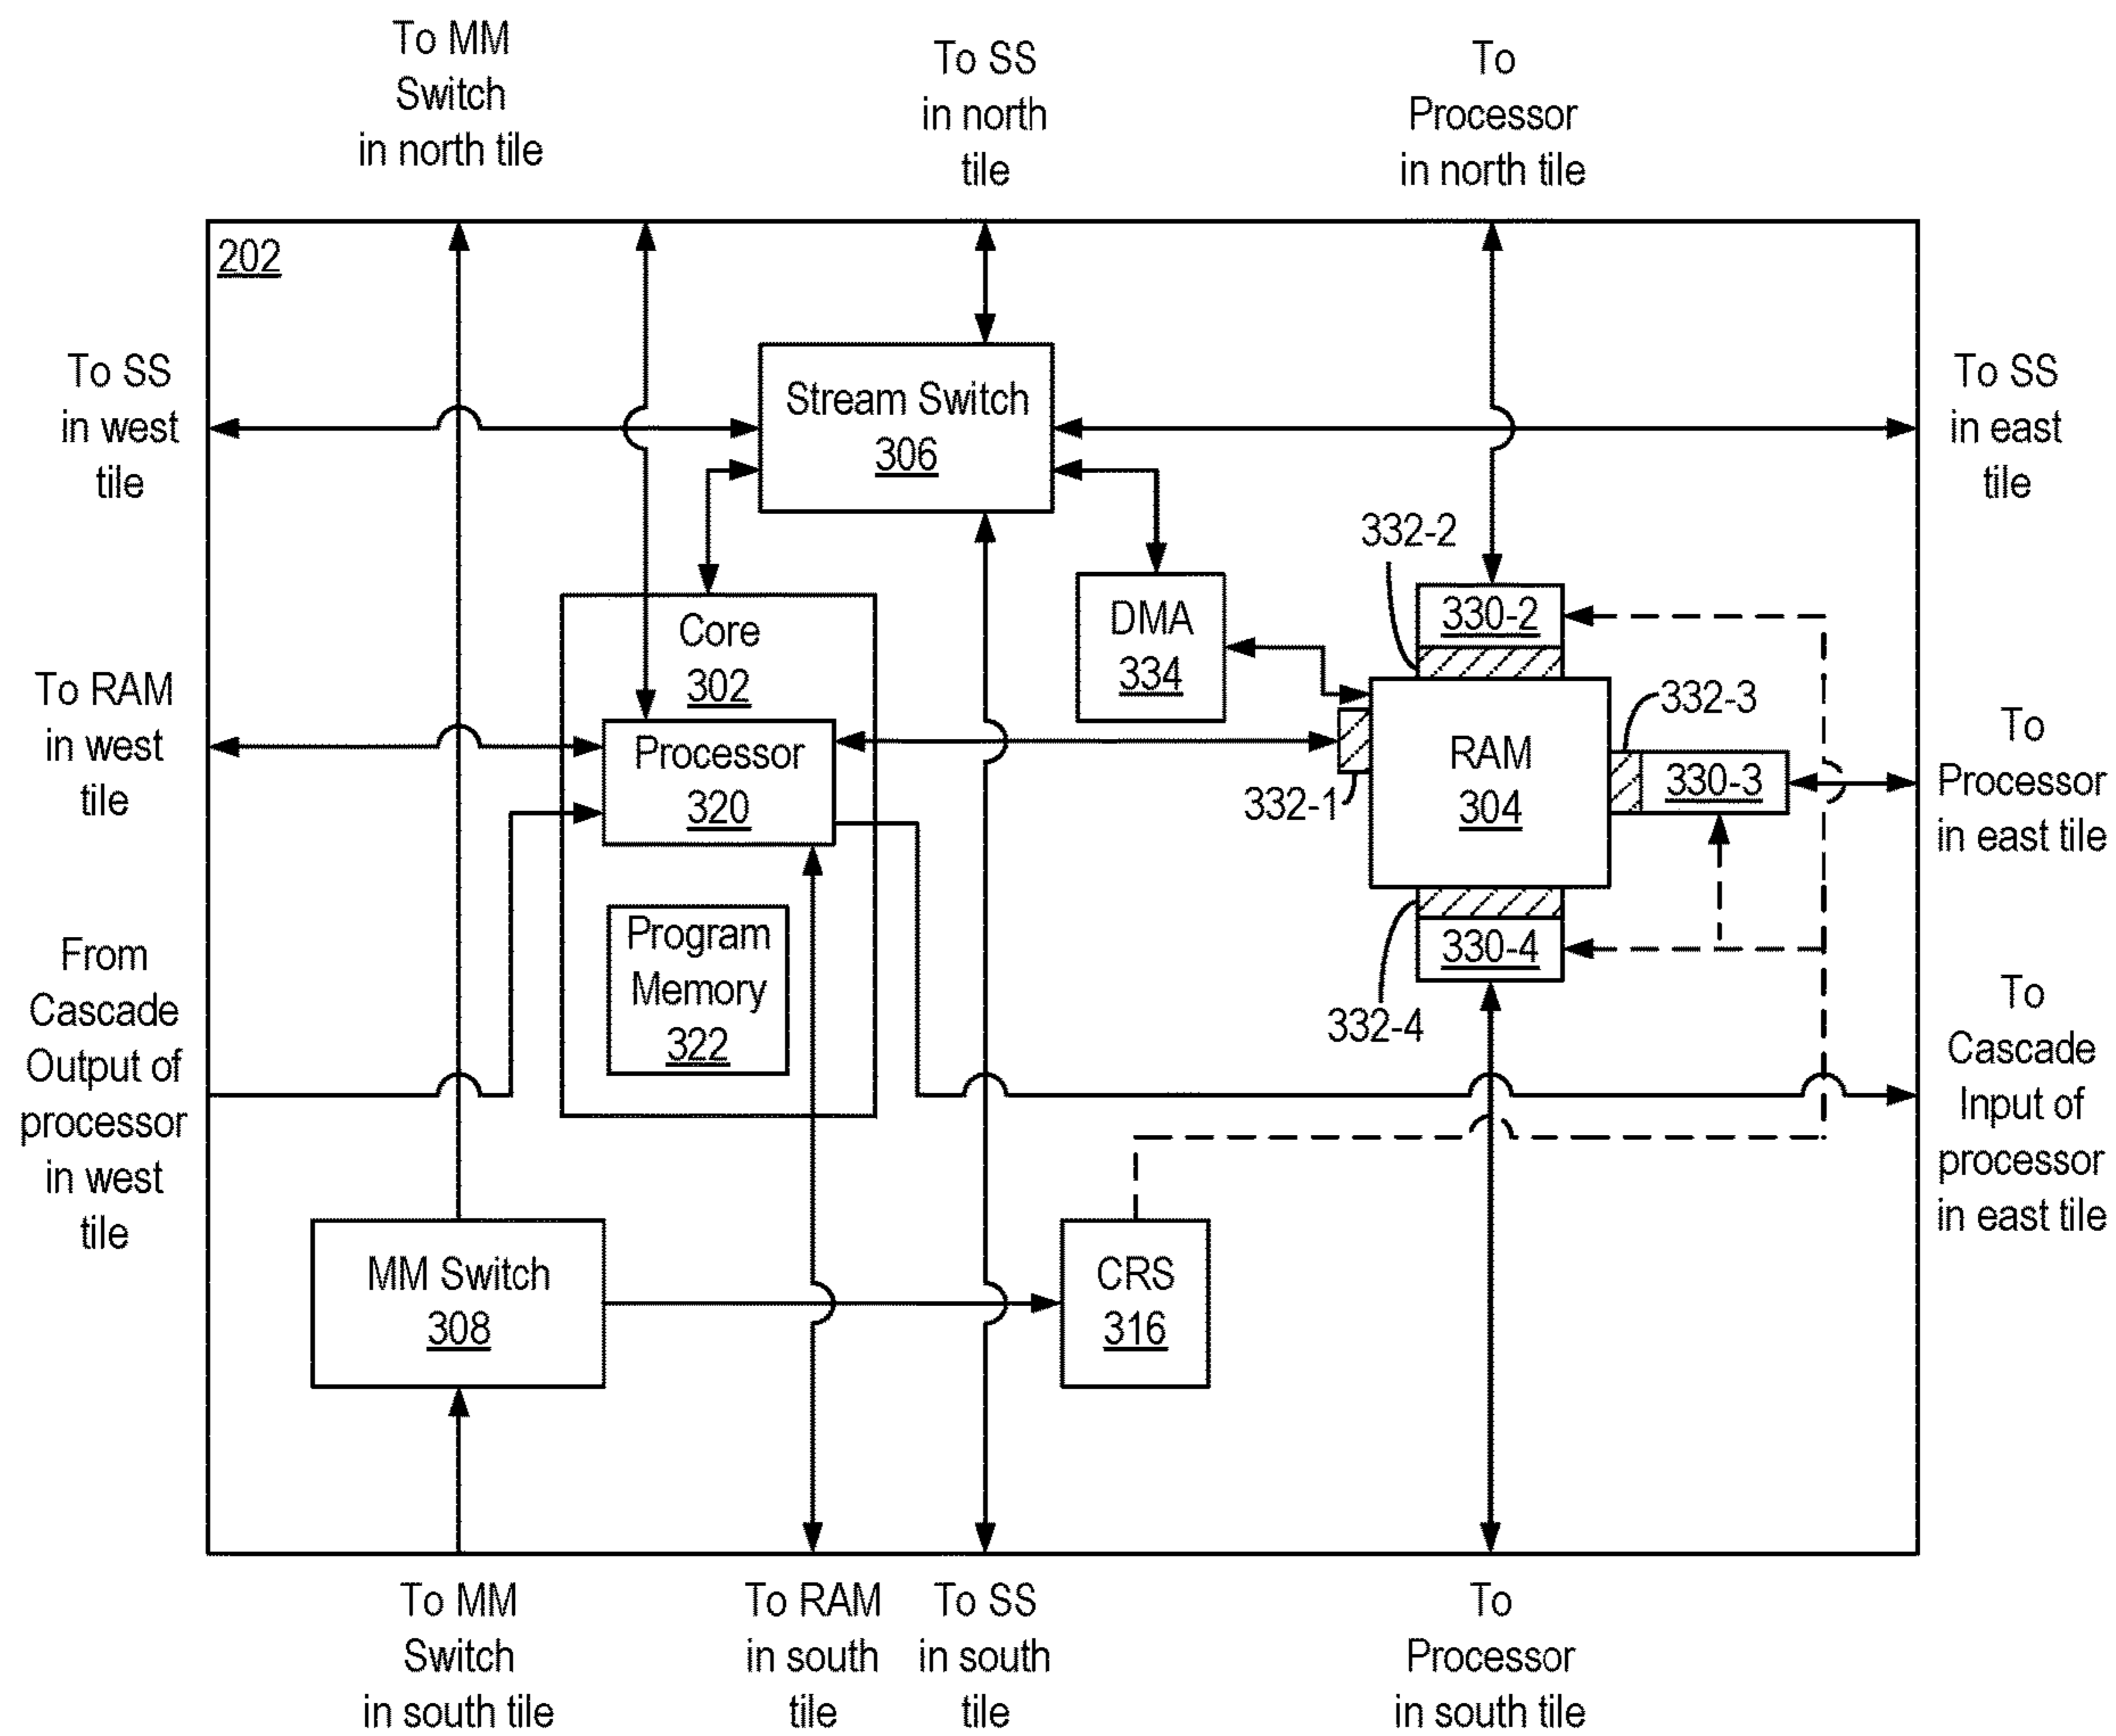 To MM
Switch
in north tile
To SS
in north
tile
To
Processor
in north tile
202
To SS
in west
tile
Stream Switch
306
To SS
in east
tile
332-2
Core
302
DMA
334
330-2
To RAM
in west
tile
Processor
320
332-1
RAM
304
332-3
330-3
To
Processor
in east tile
Program
Memory
322
330-4
332-4
From
Cascade
Output of
processor
in west
tile
To
Cascade
Input of
processor
in east tile
MM Switch
308
CRS
316
To MM
Switch
in south tile
To RAM
in south
tile
To SS
in south
tile
To
Processor
in south tile